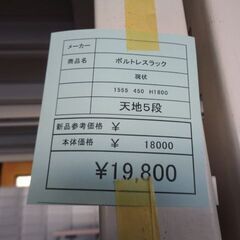 メーカー
商品名 ボルトレスラック
現状
1555 450 H1800
天地5段
新品参考価格 ¥
本体価格 ¥ 18000
¥19,800